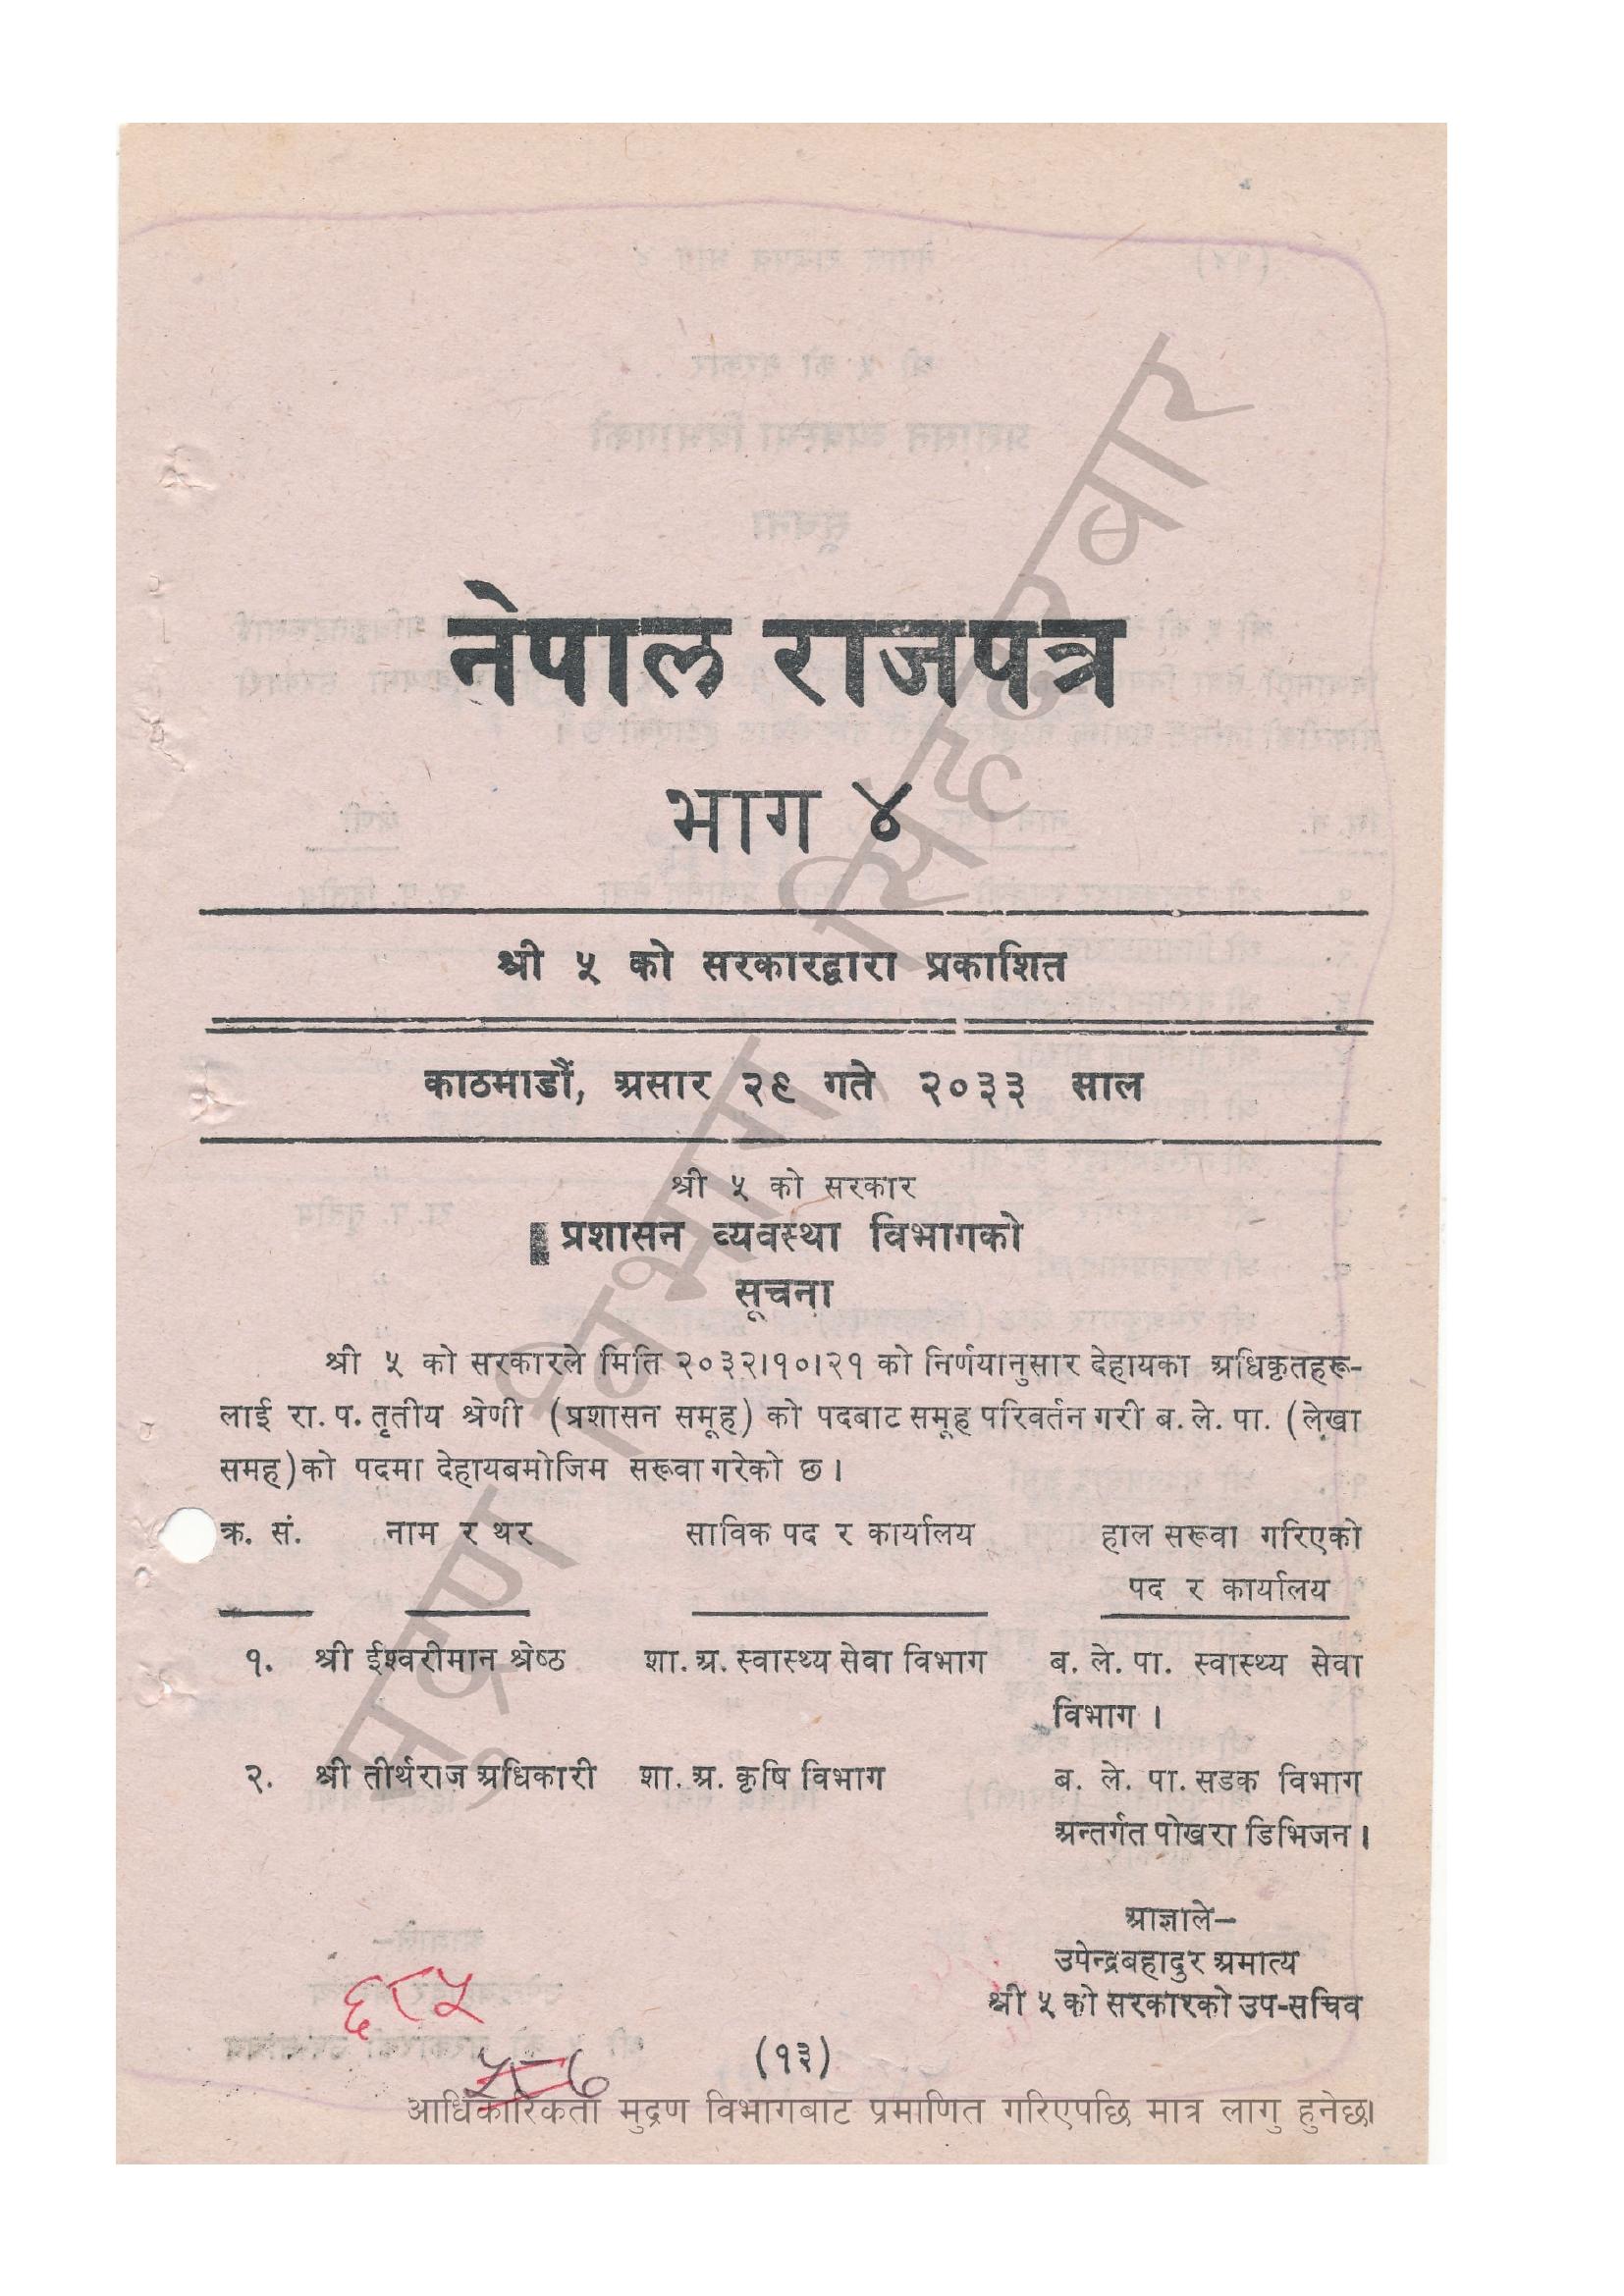 नेपाल राजपत्र
भाग ४
श्री ५ को सरकारद्वारा प्रकाशित
काठमाडौं, असार २९ गते २०३३ साल
श्री ५ को सरकार
प्रशासन व्यवस्था विभागको
सूचना
श्री ५ को सरकारले मिति २०३२।१०।२१ को निर्णयानुसार देहायका अधिकृतहरू-
लाई रा. प. तृतीय श्रेणी (प्रशासन समूह) को पदबाट समूह परिवर्तन गरी ब. ले. पा. (लेखा
समह)को पदमा देहायबमोजिम सरूवा गरेको छ ।
क्र. सं. नाम र थर साविक पद र कार्यालय हाल सरूवा गरिएको
पद र कार्यालय
१. श्री ईश्वरीमान श्रेष्ठ शा. अ. स्वास्थ्य सेवा विभाग ब. ले. पा. स्वास्थ्य सेवा
विभाग ।
२. श्री तीर्थराज अधिकारी शा. अ. कृषि विभाग ब. ले. पा. सडक विभाग
अन्तर्गत पोखरा डिभिजन ।
आज्ञाले-
उपेन्द्रबहादुर अमात्य
श्री ५ को सरकारको उप-सचिव
(१३)
आधिकारिकता मुद्रण विभागबाट प्रमाणित गरिएपछि मात्र लागु हुनेछ।
मुद्रण विभाग, सिंहदरबार